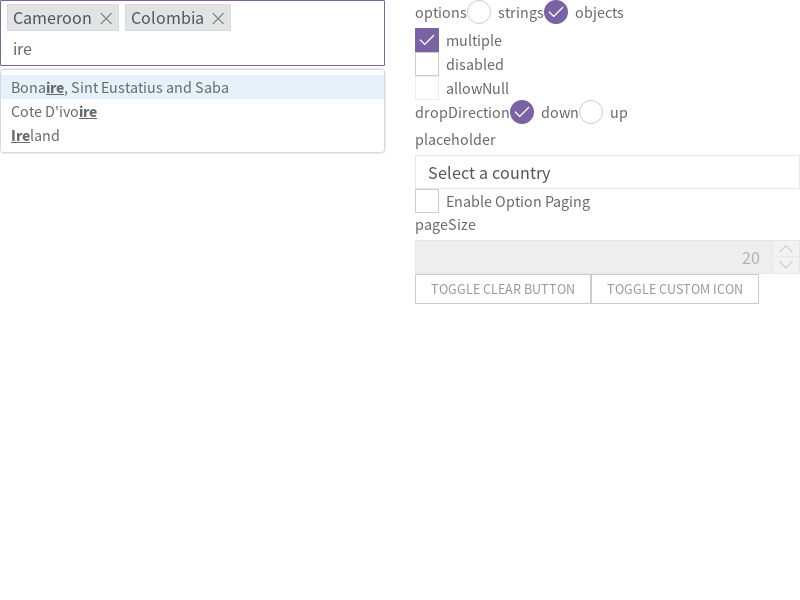 Cameroon Colombia
ire
Bonaire, Sint Eustatius and Saba
Cote D'ivoire
Ireland
options strings objects
multiple
disabled
allowNull
dropDirection down up
placeholder
Select a country
Enable Option Paging
pageSize
20
TOGGLE CLEAR BUTTON TOGGLE CUSTOM ICON